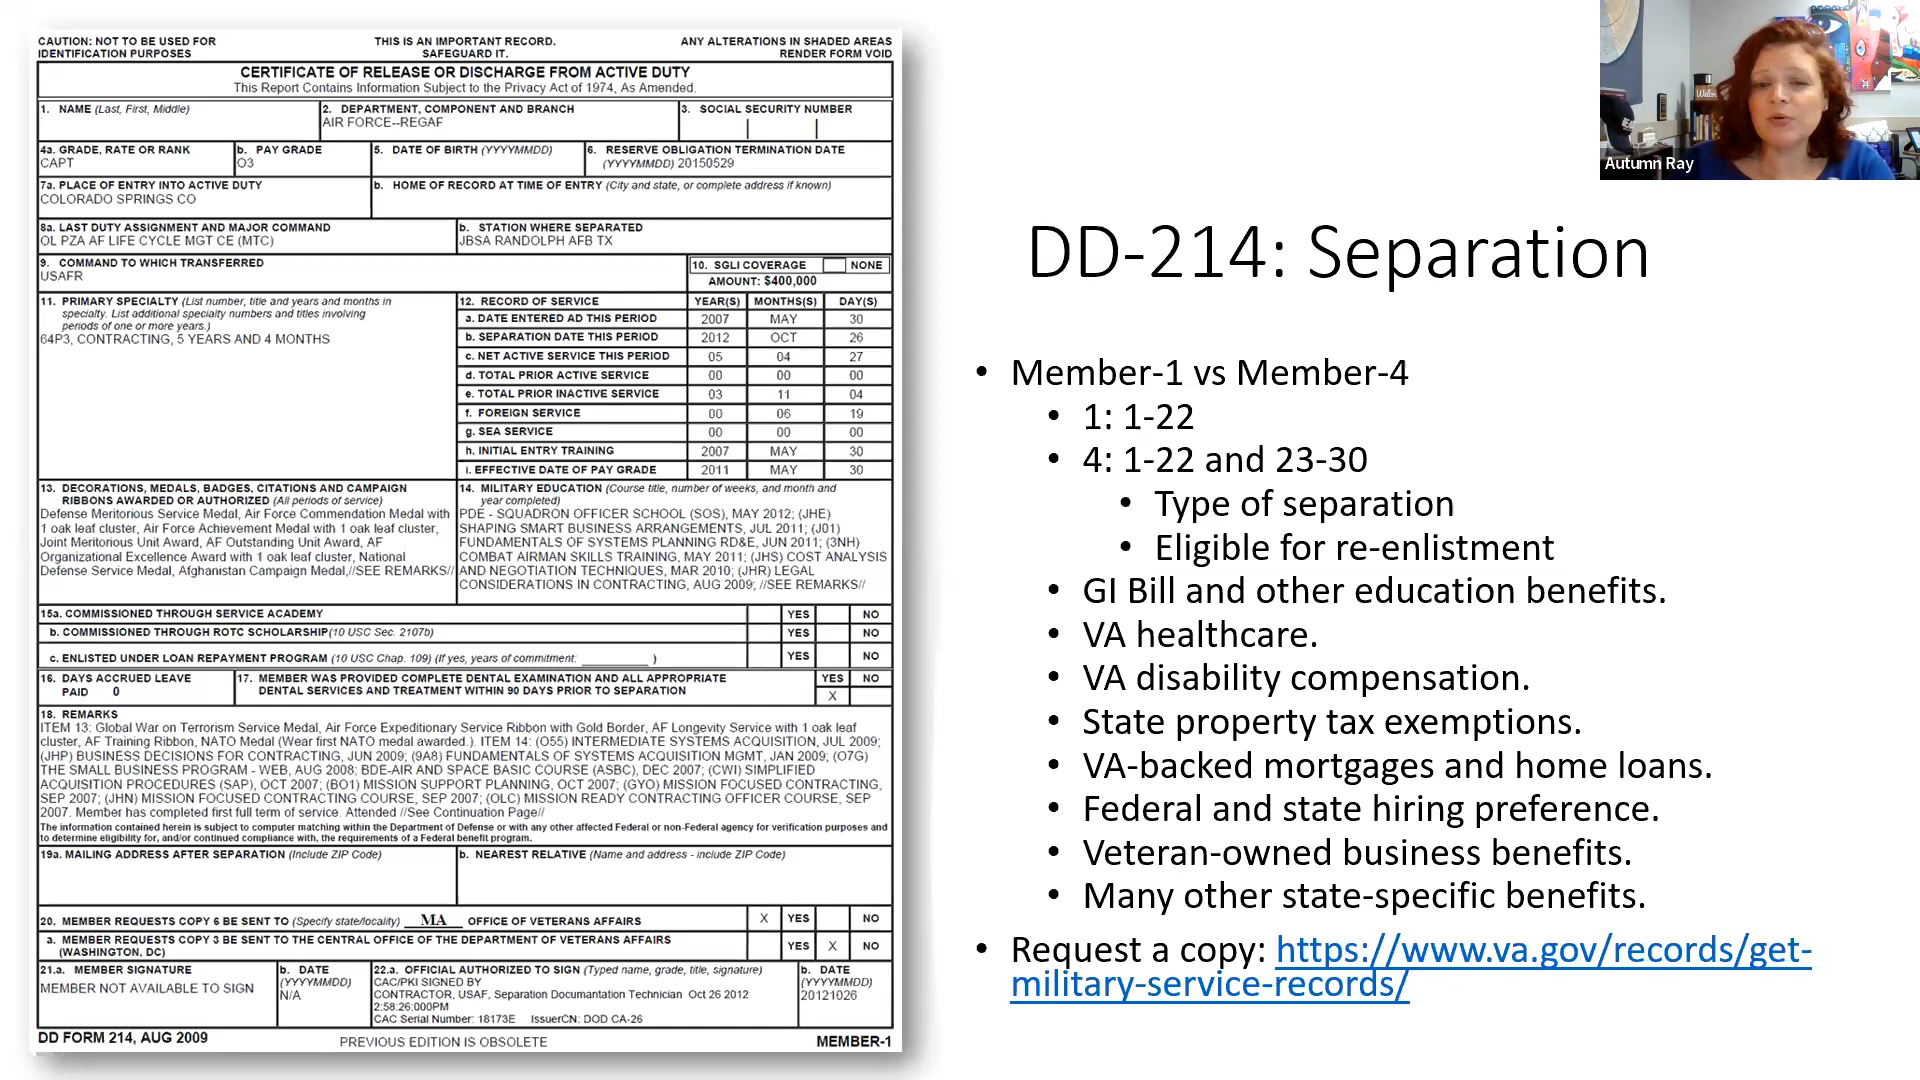 CAUTION: NOT TO BE USED FOR
IDENTIFICATION PURPOSES
THIS IS AN IMPORTANT RECORD.
SAFEGUARD IT.
ANY ALTERATIONS IN SHADED AREAS
RENDER FORM VOID
CERTIFICATE OF RELEASE OR DISCHARGE FROM ACTIVE DUTY
This Report Contains Information Subject to the Privacy Act of 1974, As Amended.
1. NAME (Last, First, Middle)
2. DEPARTMENT, COMPONENT AND BRANCH
AIR FORCE--REGAF
3. SOCIAL SECURITY NUMBER
4a. GRADE, RATE OR RANK
CAPT
b. PAY GRADE
O3
5. DATE OF BIRTH (YYYYMMDD)
6. RESERVE OBLIGATION TERMINATION DATE
(YYYYMMDD) 20150529
7a. PLACE OF ENTRY INTO ACTIVE DUTY
COLORADO SPRINGS CO
b. HOME OF RECORD AT TIME OF ENTRY (City and state, or complete address if known)
8a. LAST DUTY ASSIGNMENT AND MAJOR COMMAND
OL PZA AF LIFE CYCLE MGT CE (MTC)
b. STATION WHERE SEPARATED
JBSA RANDOLPH AFB TX
9. COMMAND TO WHICH TRANSFERRED
USAFR
10. SGLI COVERAGE NONE
AMOUNT: $400,000
11. PRIMARY SPECIALTY (List number, title and years and months in
specialty. List additional specialty numbers and titles involving
periods of one or more years.)
64P3, CONTRACTING, 5 YEARS AND 4 MONTHS
12. RECORD OF SERVICE YEAR(S) MONTHS(S) DAY(S)
a. DATE ENTERED AD THIS PERIOD 2007 MAY 30
b. SEPARATION DATE THIS PERIOD 2012 OCT 26
c. NET ACTIVE SERVICE THIS PERIOD 05 04 27
d. TOTAL PRIOR ACTIVE SERVICE 00 00 00
e. TOTAL PRIOR INACTIVE SERVICE 03 11 04
f. FOREIGN SERVICE 00 06 19
g. SEA SERVICE 00 00 00
h. INITIAL ENTRY TRAINING 2007 MAY 30
i. EFFECTIVE DATE OF PAY GRADE 2011 MAY 30
13. DECORATIONS, MEDALS, BADGES, CITATIONS AND CAMPAIGN
RIBBONS AWARDED OR AUTHORIZED (All periods of service)
Defense Meritorious Service Medal, Air Force Commendation Medal with
1 oak leaf cluster, Air Force Achievement Medal with 1 oak leaf cluster,
Joint Meritorious Unit Award, AF Outstanding Unit Award, AF
Organizational Excellence Award with 1 oak leaf cluster, National
Defense Service Medal, Afghanistan Campaign Medal,//SEE REMARKS//
14. MILITARY EDUCATION (Course title, number of weeks, and month and
year completed)
PDE - SQUADRON OFFICER SCHOOL (SOS), MAY 2012; (JHE)
SHAPING SMART BUSINESS ARRANGEMENTS, JUL 2011; (J01)
FUNDAMENTALS OF SYSTEMS PLANNING RD&E, JUN 2011; (3NH)
COMBAT AIRMAN SKILLS TRAINING, MAY 2011; (JHS) COST ANALYSIS
AND NEGOTIATION TECHNIQUES, MAR 2010; (JHR) LEGAL
CONSIDERATIONS IN CONTRACTING, AUG 2009; //SEE REMARKS//
15a. COMMISSIONED THROUGH SERVICE ACADEMY YES NO
b. COMMISSIONED THROUGH ROTC SCHOLARSHIP(10 USC Sec. 2107b) YES NO
c. ENLISTED UNDER LOAN REPAYMENT PROGRAM (10 USC Chap. 109) (If yes, years of commitment: ________ ) YES NO
16. DAYS ACCRUED LEAVE
PAID 0
17. MEMBER WAS PROVIDED COMPLETE DENTAL EXAMINATION AND ALL APPROPRIATE
DENTAL SERVICES AND TREATMENT WITHIN 90 DAYS PRIOR TO SEPARATION
YES NO
X
18. REMARKS
ITEM 13: Global War on Terrorism Service Medal, Air Force Expeditionary Service Ribbon with Gold Border, AF Longevity Service with 1 oak leaf
cluster, AF Training Ribbon, NATO Medal (Wear first NATO medal awarded.). ITEM 14: (O55) INTERMEDIATE SYSTEMS ACQUISITION, JUL 2009;
(JHP) BUSINESS DECISIONS FOR CONTRACTING, JUN 2009; (9A8) FUNDAMENTALS OF SYSTEMS ACQUISITION MGMT, JAN 2009; (O7G)
THE SMALL BUSINESS PROGRAM - WEB, AUG 2008; BDE-AIR AND SPACE BASIC COURSE (ASBC), DEC 2007; (CWI) SIMPLIFIED
ACQUISITION PROCEDURES (SAP), OCT 2007; (BO1) MISSION SUPPORT PLANNING, OCT 2007; (GYO) MISSION FOCUSED CONTRACTING,
SEP 2007; (JHN) MISSION FOCUSED CONTRACTING COURSE, SEP 2007; (OLC) MISSION READY CONTRACTING OFFICER COURSE, SEP
2007. Member has completed first full term of service. Attended //See Continuation Page//
The information contained herein is subject to computer matching within the Department of Defense or with any other affected Federal or non-Federal agency for verification purposes and
to determine eligibility for, and/or continued compliance with, the requirements of a Federal benefit program.
19a. MAILING ADDRESS AFTER SEPARATION (Include ZIP Code)
b. NEAREST RELATIVE (Name and address - include ZIP Code)
20. MEMBER REQUESTS COPY 6 BE SENT TO (Specify state/locality) MA OFFICE OF VETERANS AFFAIRS X YES NO
a. MEMBER REQUESTS COPY 3 BE SENT TO THE CENTRAL OFFICE OF THE DEPARTMENT OF VETERANS AFFAIRS
(WASHINGTON, DC) YES X NO
21.a. MEMBER SIGNATURE
MEMBER NOT AVAILABLE TO SIGN
b. DATE
(YYYYMMDD)
N/A
22.a. OFFICIAL AUTHORIZED TO SIGN (Typed name, grade, title, signature)
CAC/PKI SIGNED BY
CONTRACTOR, USAF, Separation Documantation Technician Oct 26 2012
2:58:26:000PM
CAC Serial Number: 18173E IssuerCN: DOD CA-26
b. DATE
(YYYYMMDD)
20121026
DD FORM 214, AUG 2009
PREVIOUS EDITION IS OBSOLETE
MEMBER-1
Autumn Ray
DD-214: Separation
• Member-1 vs Member-4
• 1: 1-22
• 4: 1-22 and 23-30
• Type of separation
• Eligible for re-enlistment
• GI Bill and other education benefits.
• VA healthcare.
• VA disability compensation.
• State property tax exemptions.
• VA-backed mortgages and home loans.
• Federal and state hiring preference.
• Veteran-owned business benefits.
• Many other state-specific benefits.
• Request a copy: https://www.va.gov/records/get-
military-service-records/